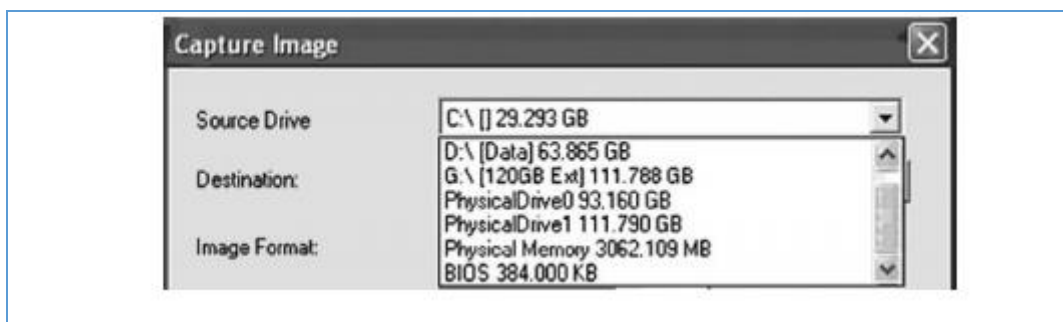 Capture Image
Source Drive
C:\ [] 29.293 GB
D:\ [Data] 63.865 GB
Destination:
G:\ [120GB Ext] 111.788 GB
PhysicalDrive0 93.160 GB
PhysicalDrive1 111.790 GB
Image Format:
Physical Memory 3062.109 MB
BIOS 384.000 KB